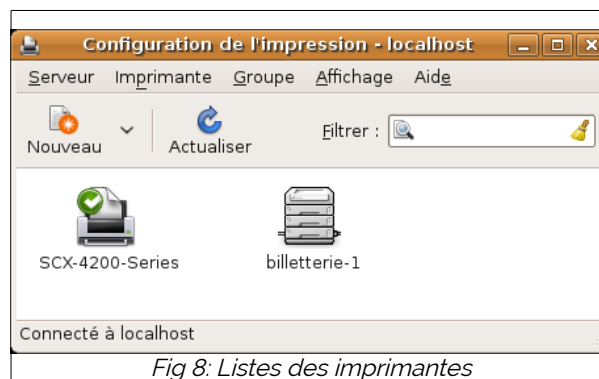 Configuration de l'impression - localhost
Serveur Imprimante Groupe Affichage Aide
Nouveau Actualiser Filtrer :
SCX-4200-Series billetterie-1
Connecté à localhost
Fig 8: Listes des imprimantes